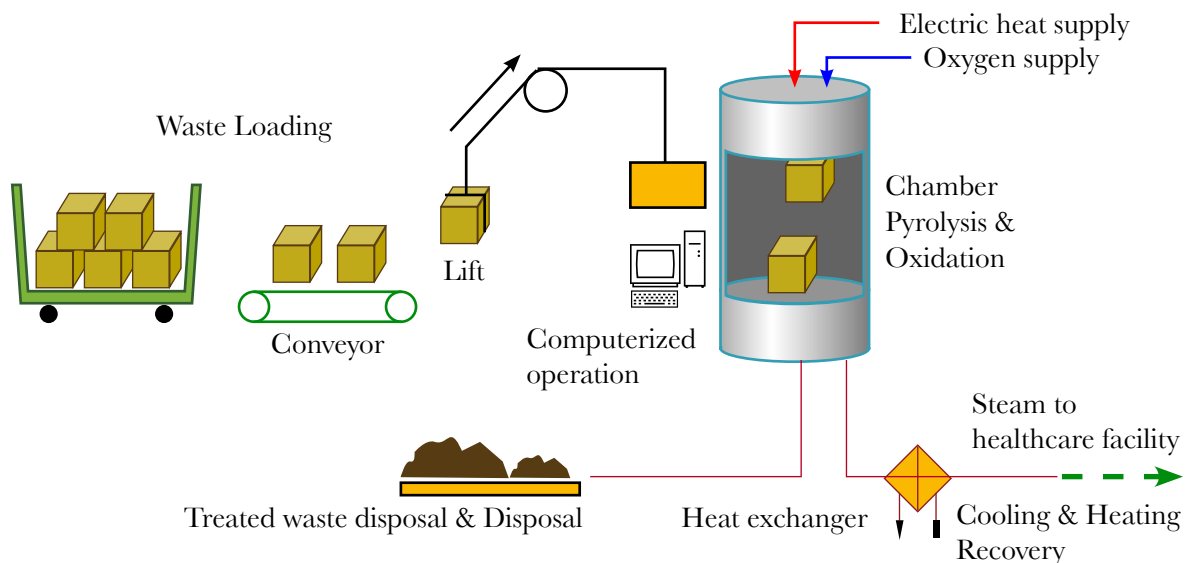 Electric heat supply
Oxygen supply
Waste Loading
Chamber
Pyrolysis &
Oxidation
Lift
Conveyor
Computerized
operation
Steam to
healthcare facility
Treated waste disposal & Disposal
Heat exchanger
Cooling & Heating
Recovery